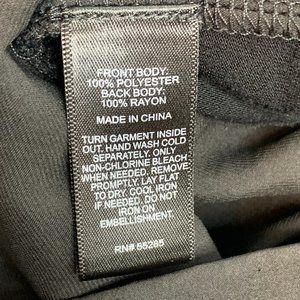 FRONT BODY:
100% POLYESTER
BACK BODY:
100% RAYON
MADE IN CHINA
TURN GARMENT INSIDE
OUT. HAND WASH COLD
SEPARATELY. ONLY
NON-CHLORINE BLEACH
WHEN NEEDED. REMOVE
PROMPTLY. LAY FLAT
TO DRY. COOL IRON
IF NEEDED. DO NOT
IRON ON
EMBELLISHMENT.
RN# 55285